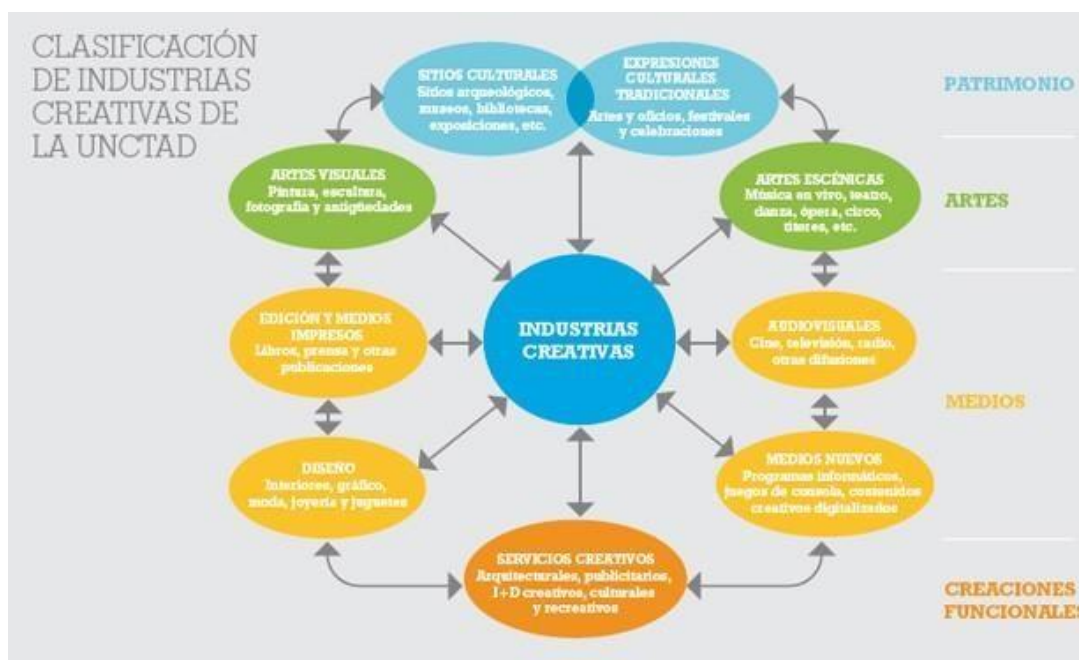 CLASIFICACIÓN
DE INDUSTRIAS
CREATIVAS DE
LA UNCTAD
SITIOS CULTURALES
Sitios arqueológicos,
museos, bibliotecas,
exposiciones, etc.
EXPRESIONES
CULTURALES
TRADICIONALES
Artes y oficios, festivales
y celebraciones
PATRIMONIO
ARTES VISUALES
Pintura, escultura,
fotografía y antigüedades
ARTES ESCÉNICAS
Música en vivo, teatro,
danza, ópera, circo,
títeres, etc.
ARTES
EDICIÓN Y MEDIOS
IMPRESOS
Libros, prensa y otras
publicaciones
INDUSTRIAS
CREATIVAS
AUDIOVISUALES
Cine, televisión, radio,
otras difusiones
MEDIOS
DISEÑO
Interiores, gráfico,
moda, joyería y juguetes
MEDIOS NUEVOS
Programas informáticos,
juegos de consola, contenidos
creativos digitalizados
SERVICIOS CREATIVOS
Arquitecturales, publicitarios,
I+D creativos, culturales
y recreativos
CREACIONES
FUNCIONALES